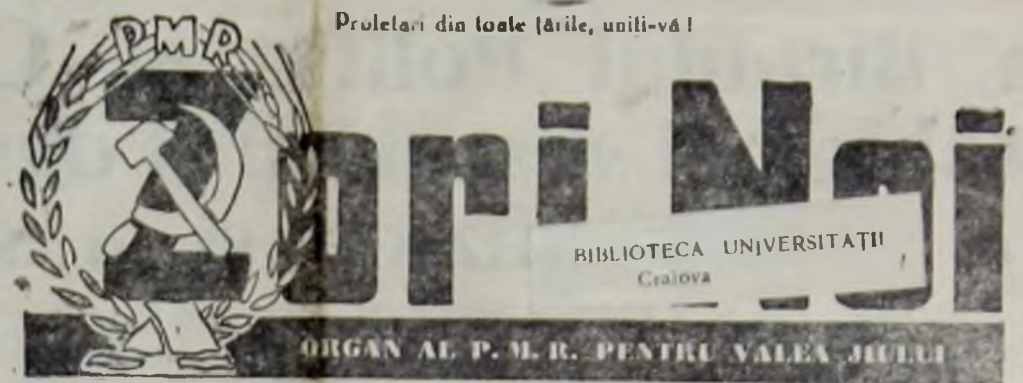 Proletari din toate țările, uniți-vă !
PMR
Zori Noi
BIBLIOTECA UNIVERSITAȚII
Craiova
ORGAN AL P. M. R. PENTRU VALEA JIULUI